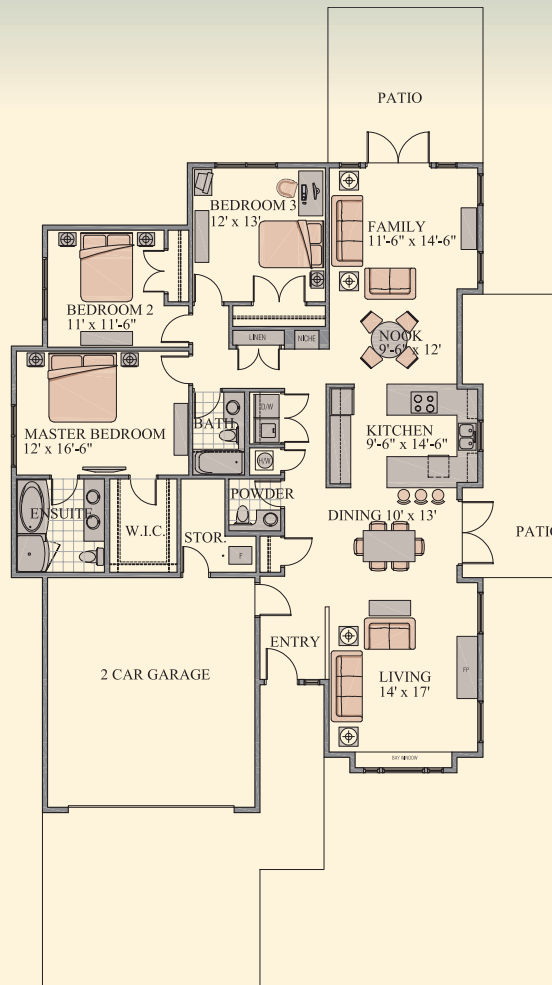 PATIO
BEDROOM 3
12' x 13'
FAMILY
11'-6" x 14'-6"
BEDROOM 2
11' x 11'-6"
LINEN
NICHE
NOOK
9'-6" x 12'
MASTER BEDROOM
12' x 16'-6"
BATH
D/W
KITCHEN
9'-6" x 14'-6"
H/W
POWDER
ENSUITE
W.I.C.
STOR.
DINING 10' x 13'
PATIO
F
ENTRY
2 CAR GARAGE
LIVING
14' x 17'
FP
BAY WINDOW